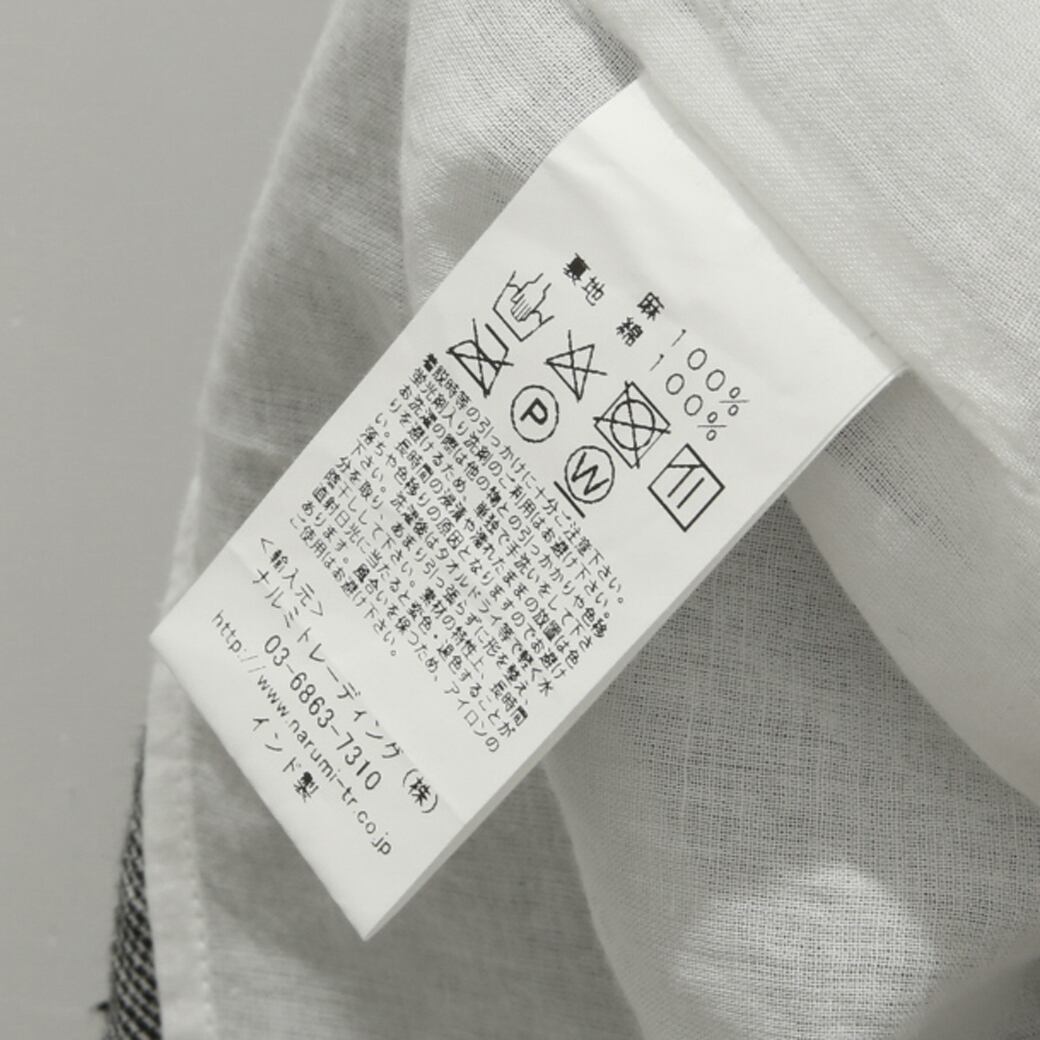 麻 100%
裏地 綿 100%
P
W
着脱時等の引っかけに十分ご注意下さい。
蛍光剤入り洗剤のご利用はお避け下さい。
お洗濯の際は他の物との引っかかりや色移
りを避けるため、単独で手洗いをして下さ
い。長時間の浸漬や濡れたままの放置は色
落ちや色移りの原因となりますのでお避け
下さい。洗濯後はタオルドライ等で軽く水
分を取り、あまり引っ張らずに形を整え、
陰干しして下さい。素材の特性上、長時間
直射日光に当たると変色・退色することが
あります。風合いを保つため、アイロンの
ご使用はお避け下さい。
<輸入元>
ナルミトレーディング(株)
03-6863-7310
http://www.narumi-tr.co.jp
インド製